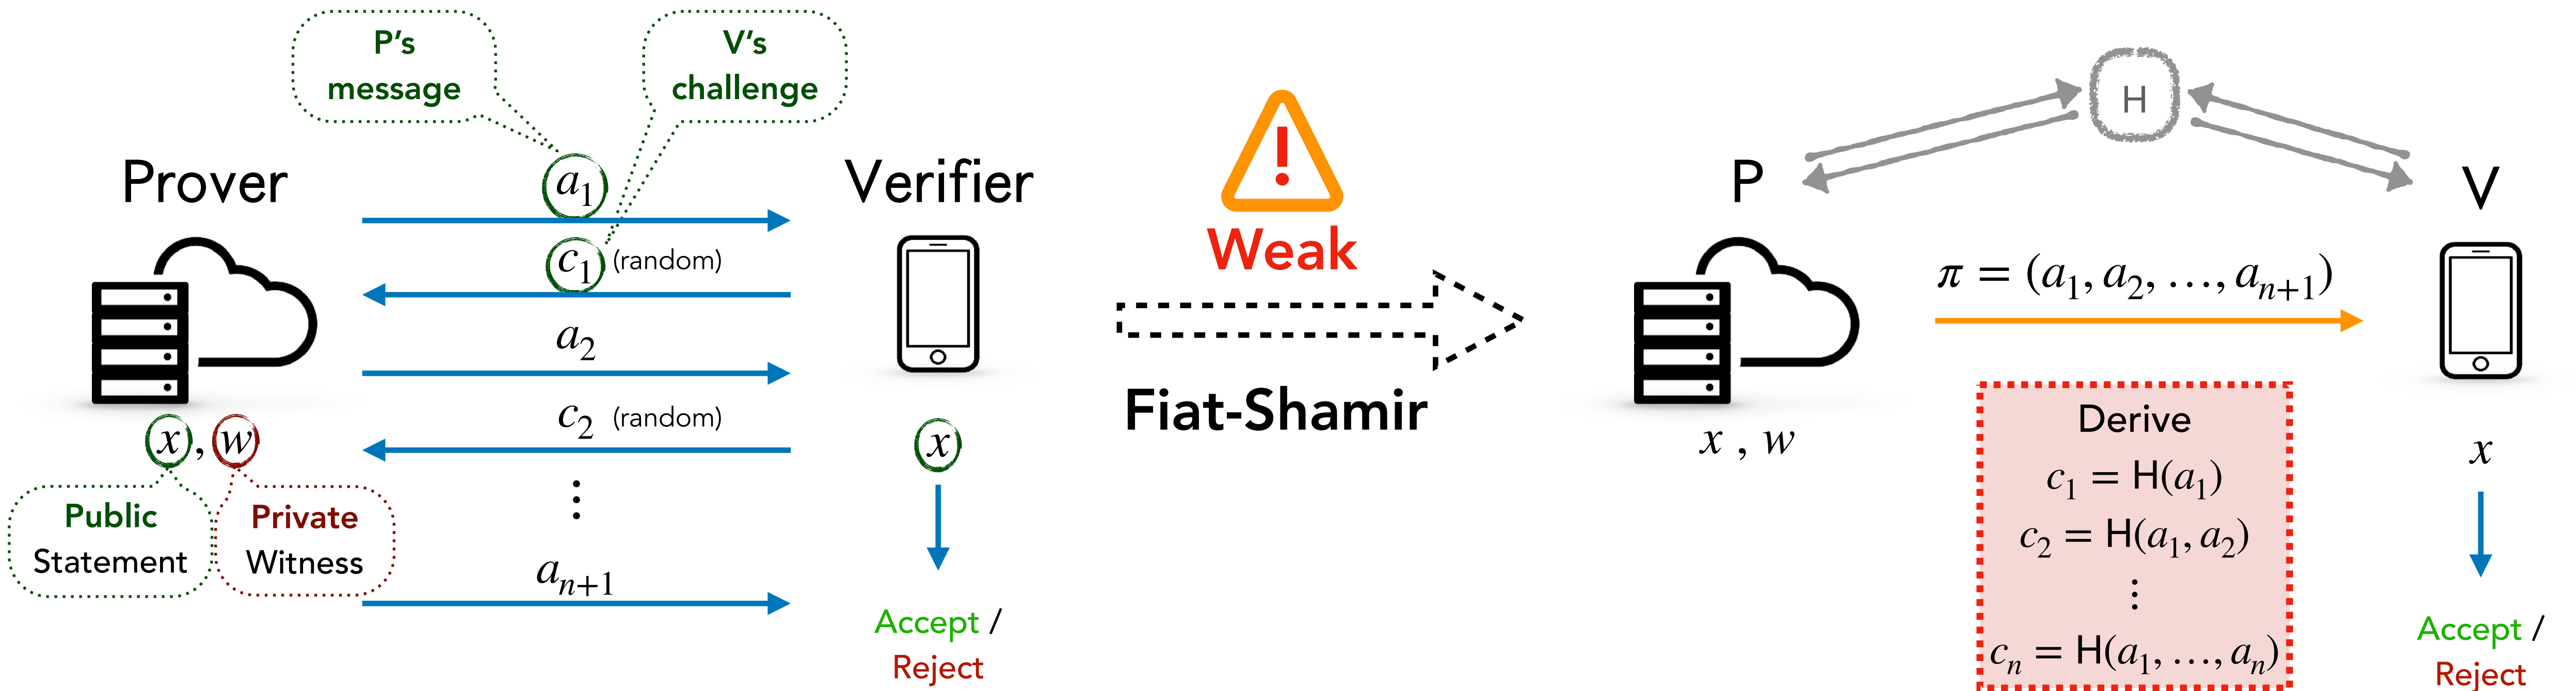 P's
message
V's
challenge
Prover
a₁
Verifier
c₁ (random)
a₂
c₂ (random)
⋮
aₙ₊₁
x, w
Public
Statement
Private
Witness
x
Accept /
Reject
!
Weak
Fiat-Shamir
H
P
V
π = (a₁, a₂, …, aₙ₊₁)
x , w
Derive
c₁ = H(a₁)
c₂ = H(a₁, a₂)
⋮
cₙ = H(a₁, …, aₙ)
x
Accept /
Reject